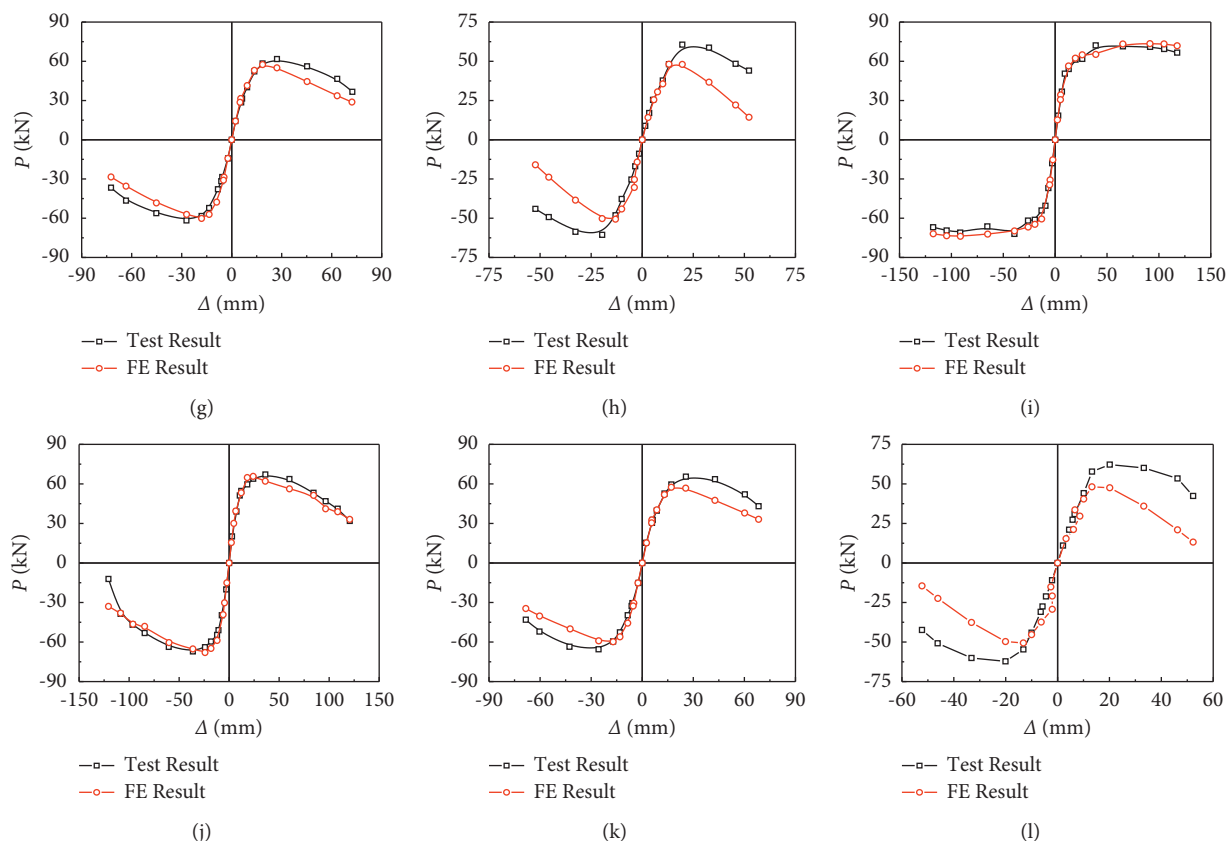 90
60
30
0
-30
-60
-90
P (kN)
-90 -60 -30 0 30 60 90
Δ (mm)
Test Result
FE Result
(g)
75
50
25
0
-25
-50
-75
P (kN)
-75 -50 -25 0 25 50 75
Δ (mm)
Test Result
FE Result
(h)
90
60
30
0
-30
-60
-90
P (kN)
-150 -100 -50 0 50 100 150
Δ (mm)
Test Result
FE Result
(i)
90
60
30
0
-30
-60
-90
P (kN)
-150 -100 -50 0 50 100 150
Δ (mm)
Test Result
FE Result
(j)
90
60
30
0
-30
-60
-90
P (kN)
-90 -60 -30 0 30 60 90
Δ (mm)
Test Result
FE Result
(k)
75
50
25
0
-25
-50
-75
P (kN)
-60 -40 -20 0 20 40 60
Δ (mm)
Test Result
FE Result
(l)